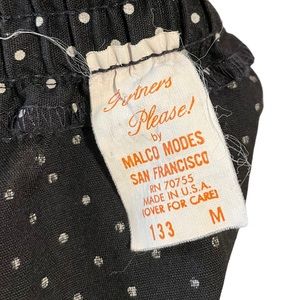 Partners
Please!
by
MALCO MODES
SAN FRANCISCO
RN 70755
MADE IN U.S.A.
(OVER FOR CARE)
133 M